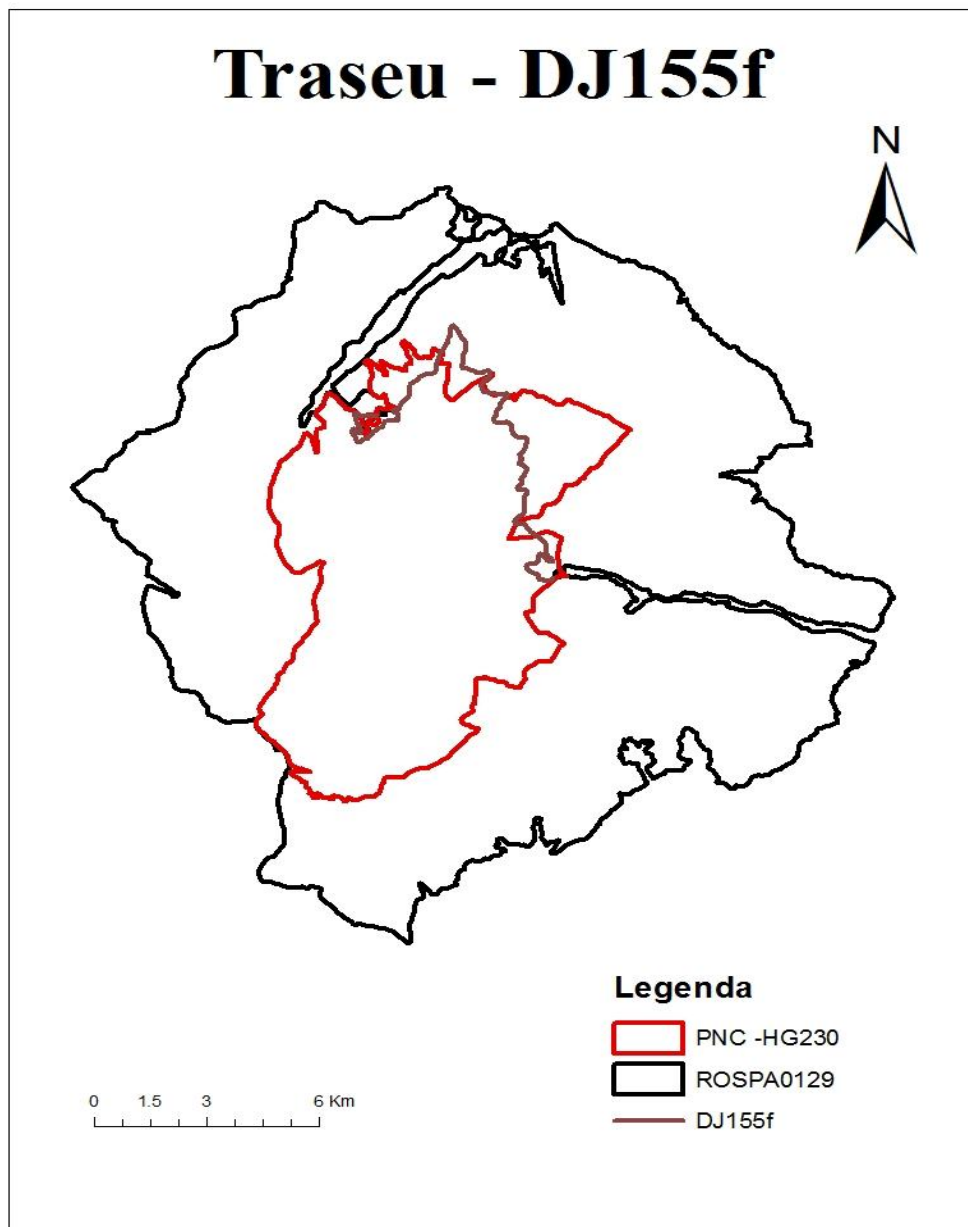 Traseu - DJ155f
N
Legenda
PNC -HG230
ROSPA0129
DJ155f
0 1.5 3 6 Km